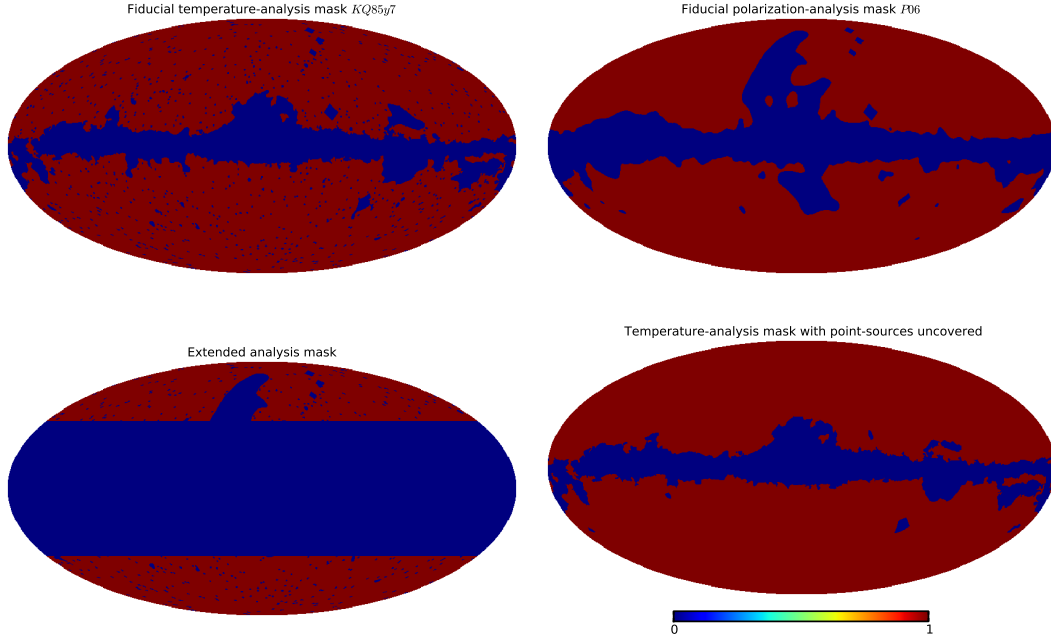 Fiducial temperature-analysis mask KQ85y7
Fiducial polarization-analysis mask P06
Extended analysis mask
Temperature-analysis mask with point-sources uncovered
0 1